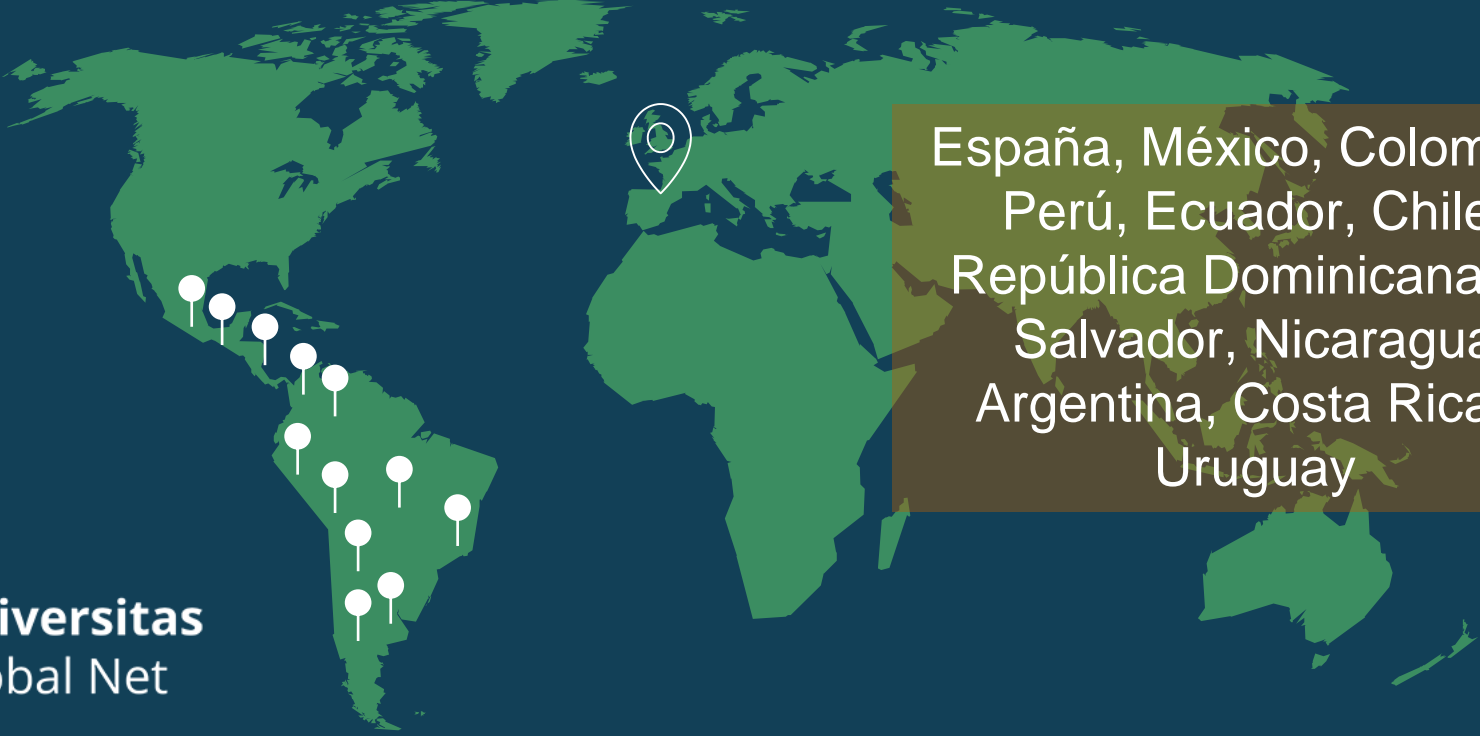 España, México, Colom
Perú, Ecuador, Chile
República Dominicana
Salvador, Nicaragua
Argentina, Costa Rica
Uruguay
iversitas
obal Net